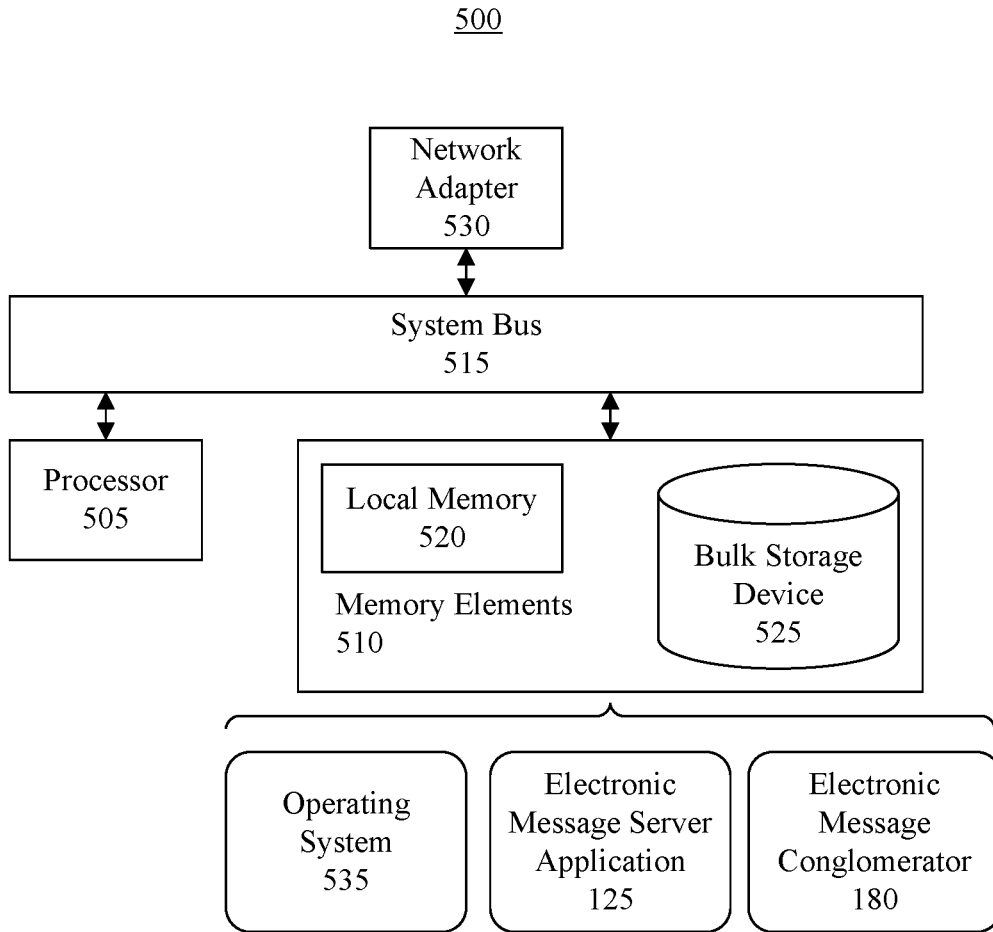 500
Network
Adapter
530
System Bus
515
Processor
505
Local Memory
520
Memory Elements
510
Bulk Storage
Device
525
Operating
System
535
Electronic
Message Server
Application
125
Electronic
Message
Conglomerator
180